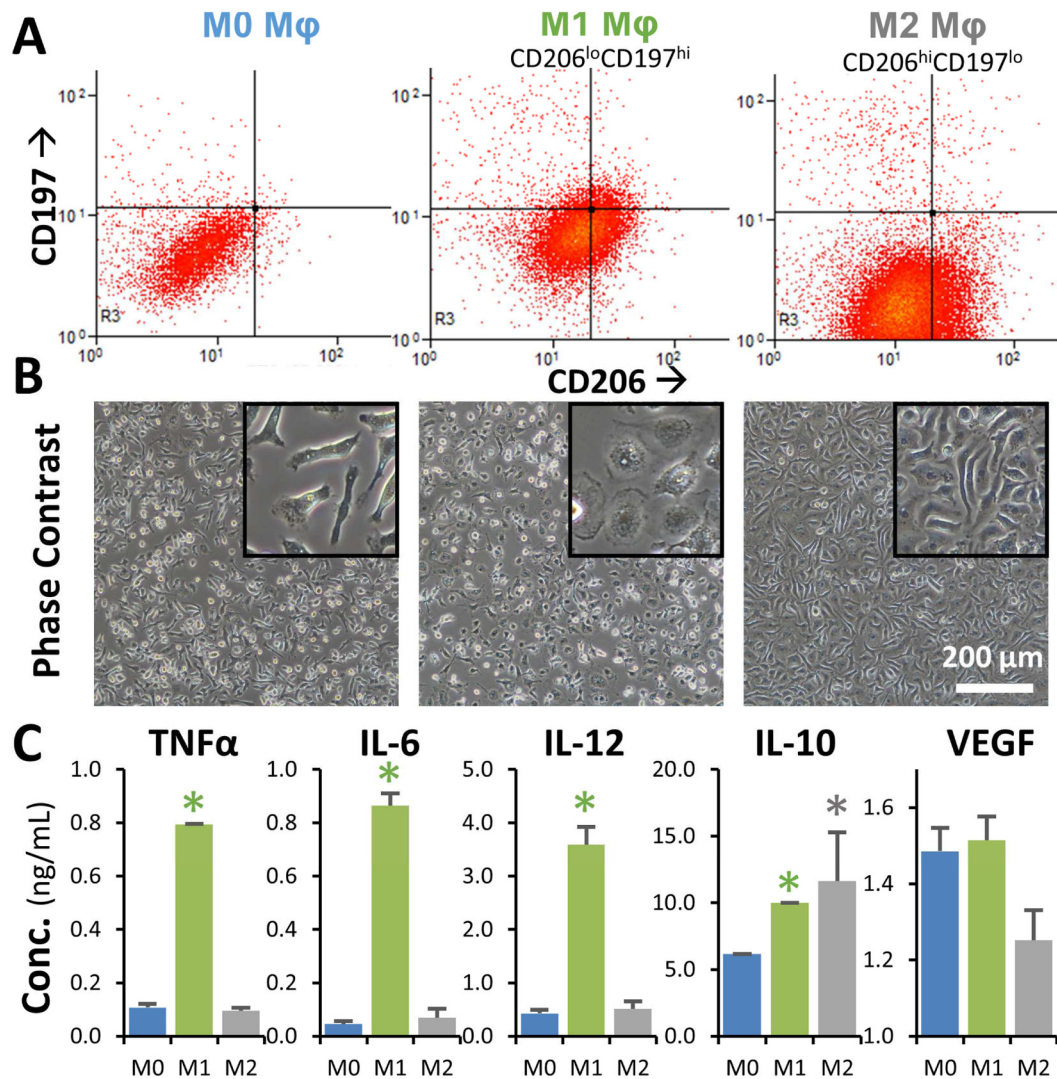 A
M0 Mφ
M1 Mφ
M2 Mφ
CD206ˡᵒCD197ʰⁱ
CD206ʰⁱCD197ˡᵒ
CD197 →
10²
10¹
10⁰
R3
10⁰ 10¹ 10²
10²
10¹
10⁰
R3
10⁰ 10¹ 10²
10²
10¹
10⁰
R3
10⁰ 10¹ 10²
CD206 →
B
Phase Contrast
200 µm
C
TNFα
IL-6
IL-12
IL-10
VEGF
Conc. (ng/mL)
1.0
0.8
0.6
0.4
0.2
0.0
M0 M1 M2
*
1.0
0.8
0.6
0.4
0.2
0.0
M0 M1 M2
*
5.0
4.0
3.0
2.0
1.0
0.0
M0 M1 M2
*
20.0
15.0
10.0
5.0
0.0
M0 M1 M2
* *
1.6
1.4
1.2
1.0
M0 M1 M2